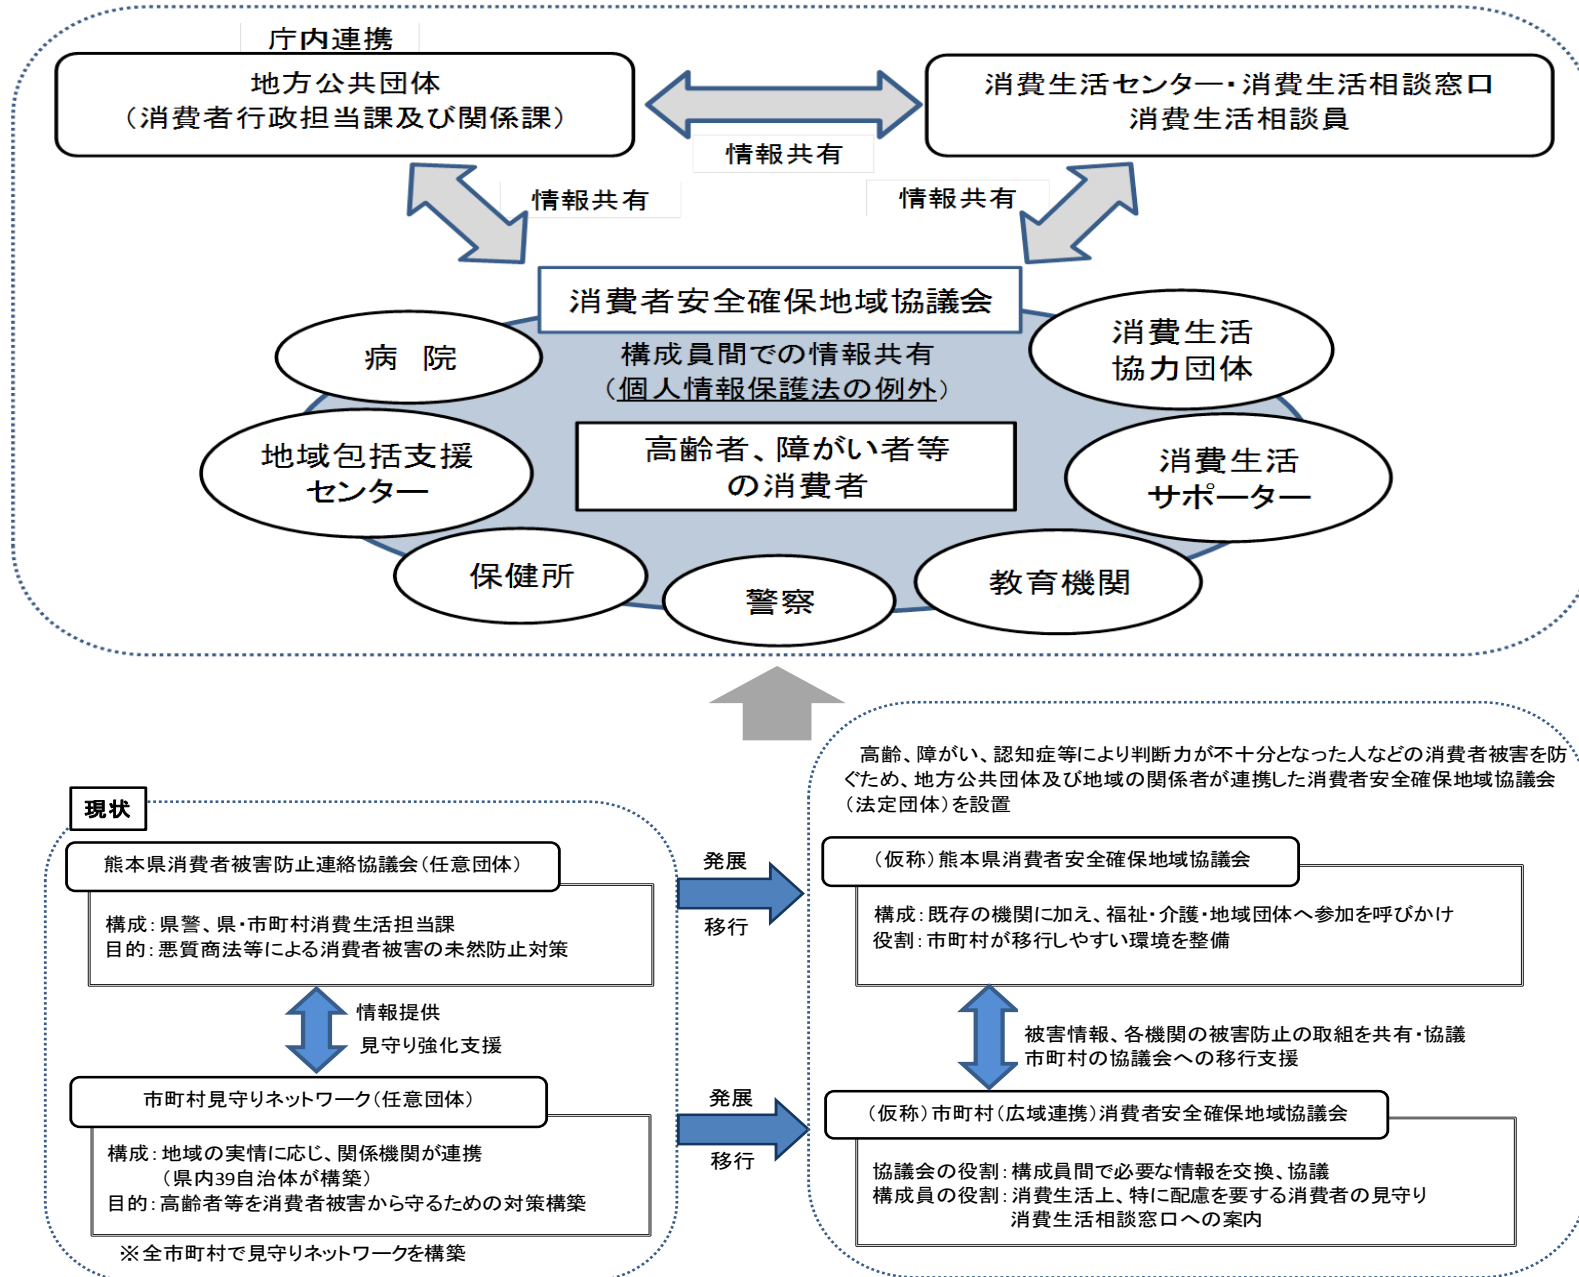 庁内連携
地方公共団体
（消費者行政担当課及び関係課）
消費生活センター・消費生活相談窓口
消費生活相談員
情報共有
情報共有
情報共有
消費者安全確保地域協議会
構成員間での情報共有
（個人情報保護法の例外）
高齢者、障がい者等
の消費者
病　院
地域包括支援
センター
保健所
警察
教育機関
消費生活
サポーター
消費生活
協力団体
現状
熊本県消費者被害防止連絡協議会（任意団体）
構成：県警、県・市町村消費生活担当課
目的：悪質商法等による消費者被害の未然防止対策
情報提供
見守り強化支援
市町村見守りネットワーク（任意団体）
構成：地域の実情に応じ、関係機関が連携
（県内39自治体が構築）
目的：高齢者等を消費者被害から守るための対策構築
※全市町村で見守りネットワークを構築
発展
移行
発展
移行
高齢、障がい、認知症等により判断力が不十分となった人などの消費者被害を防
ぐため、地方公共団体及び地域の関係者が連携した消費者安全確保地域協議会
（法定団体）を設置
（仮称）熊本県消費者安全確保地域協議会
構成：既存の機関に加え、福祉・介護・地域団体へ参加を呼びかけ
役割：市町村が移行しやすい環境を整備
被害情報、各機関の被害防止の取組を共有・協議
市町村の協議会への移行支援
（仮称）市町村（広域連携）消費者安全確保地域協議会
協議会の役割：構成員間で必要な情報を交換、協議
構成員の役割：消費生活上、特に配慮を要する消費者の見守り
消費生活相談窓口への案内